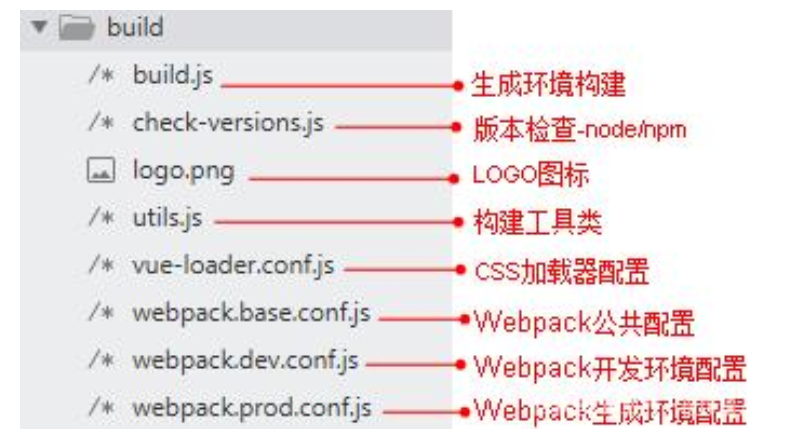 build
/* build.js 生成环境构建
/* check-versions.js 版本检查-node/npm
logo.png LOGO图标
/* utils.js 构建工具类
/* vue-loader.conf.js CSS加载器配置
/* webpack.base.conf.js Webpack公共配置
/* webpack.dev.conf.js Webpack开发环境配置
/* webpack.prod.conf.js Webpack生成环境配置